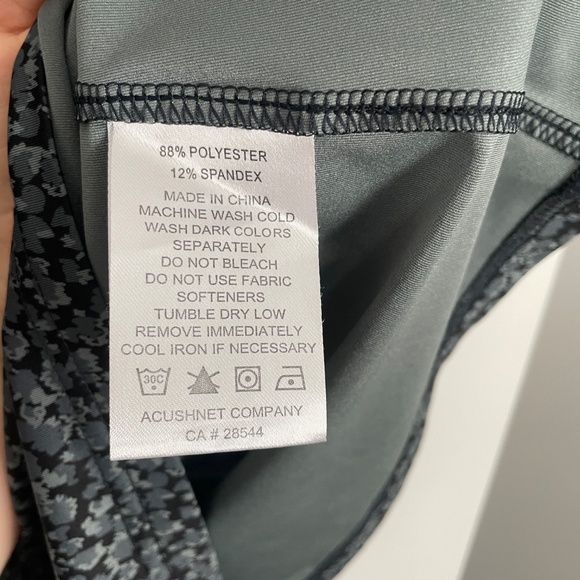 88% POLYESTER
12% SPANDEX
MADE IN CHINA
MACHINE WASH COLD
WASH DARK COLORS
SEPARATELY
DO NOT BLEACH
DO NOT USE FABRIC
SOFTENERS
TUMBLE DRY LOW
REMOVE IMMEDIATELY
COOL IRON IF NECESSARY
30C
ACUSHNET COMPANY
CA # 28544